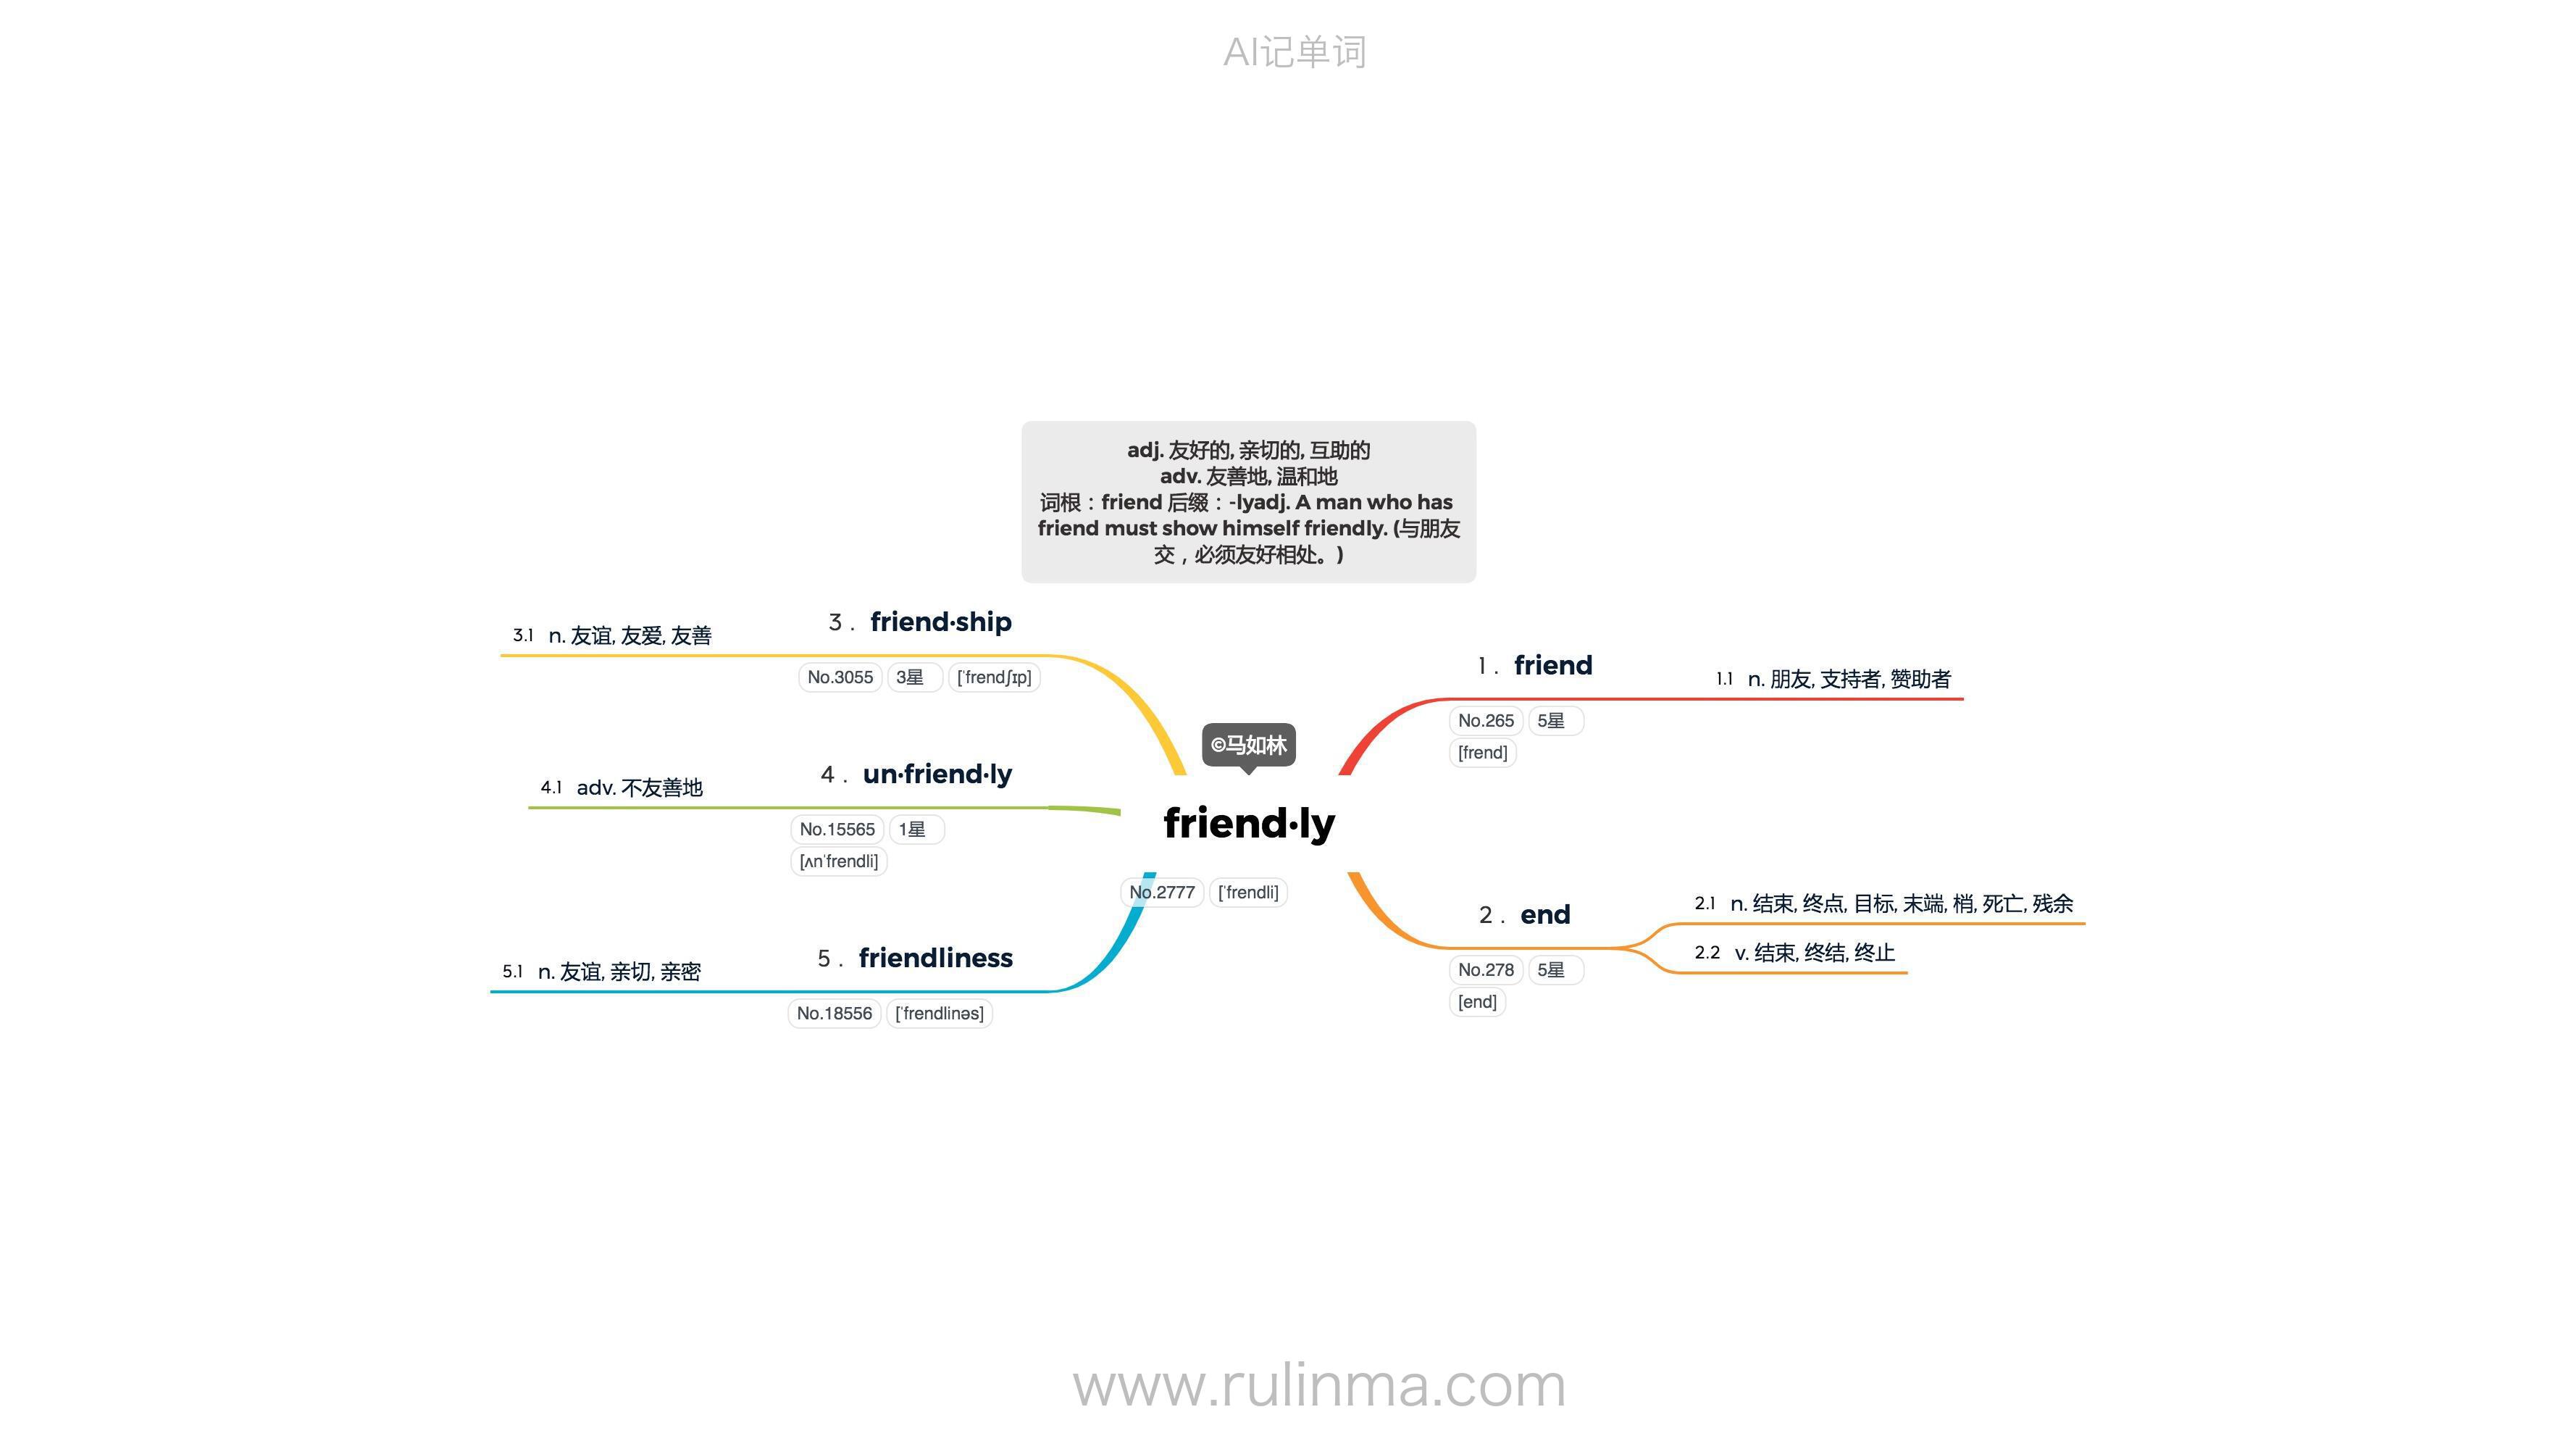 AI记单词
adj. 友好的, 亲切的, 互助的
adv. 友善地, 温和地
词根：friend 后缀：-lyadj. A man who has
friend must show himself friendly. (与朋友
交，必须友好相处。)
©马如林
friend·ly
No.2777 ['frendli]
1. friend
No.265 5星
[frend]
1.1 n. 朋友, 支持者, 赞助者
2. end
No.278 5星
[end]
2.1 n. 结束, 终点, 目标, 末端, 梢, 死亡, 残余
2.2 v. 结束, 终结, 终止
3. friend·ship
No.3055 3星 ['frendʃɪp]
3.1 n. 友谊, 友爱, 友善
4. un·friend·ly
No.15565 1星
[ʌn'frendli]
4.1 adv. 不友善地
5. friendliness
No.18556 ['frendlinəs]
5.1 n. 友谊, 亲切, 亲密
www.rulinma.com